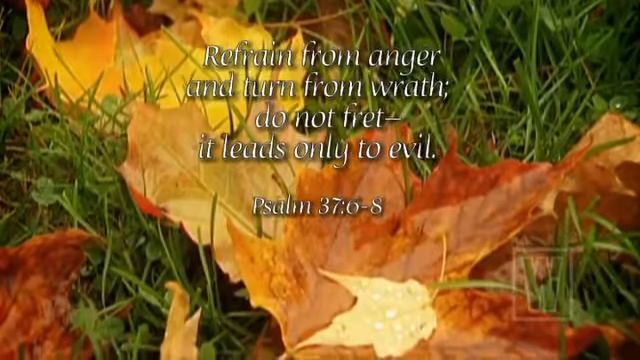 Refrain from anger
and turn from wrath;
do not fret—
it leads only to evil.
Psalm 37:6-8